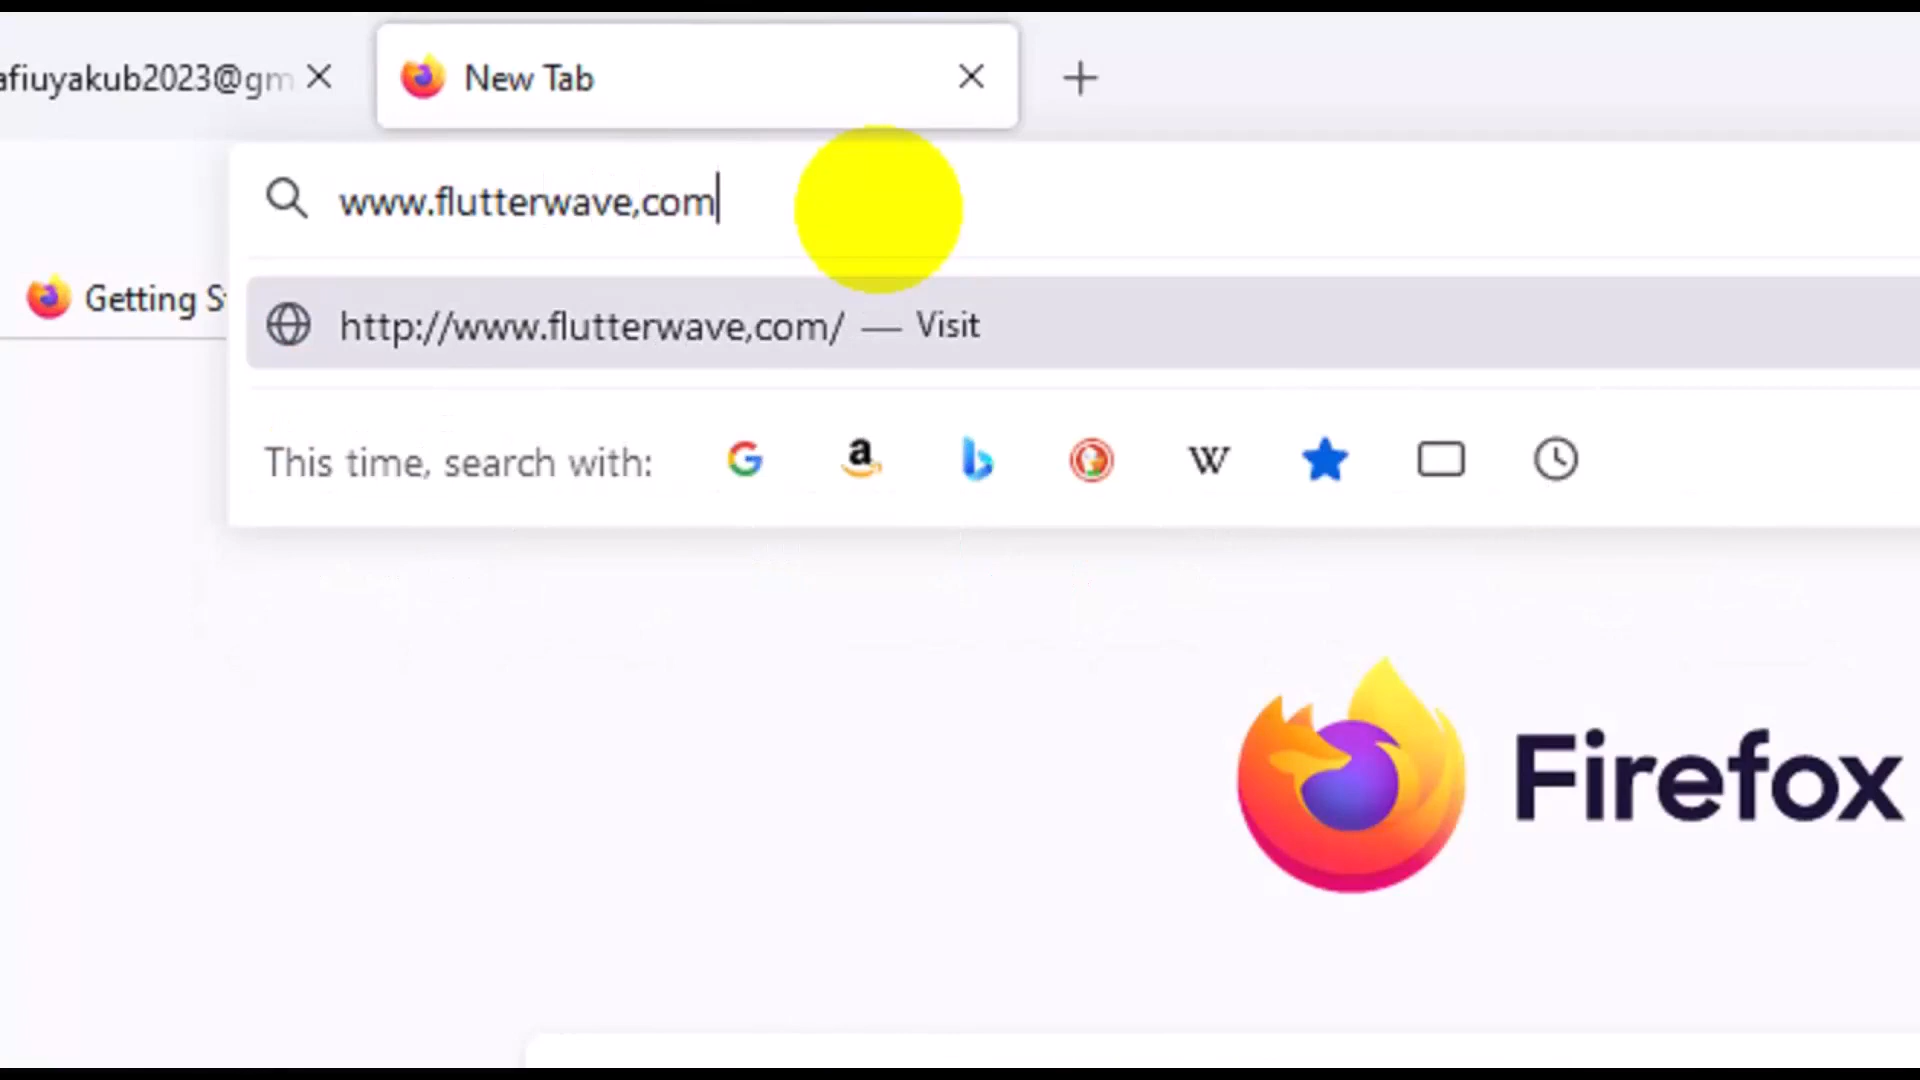 afiuyakub2023@gm
New Tab
www.flutterwave,com
Getting S
http://www.flutterwave,com/ — Visit
This time, search with:
Firefox